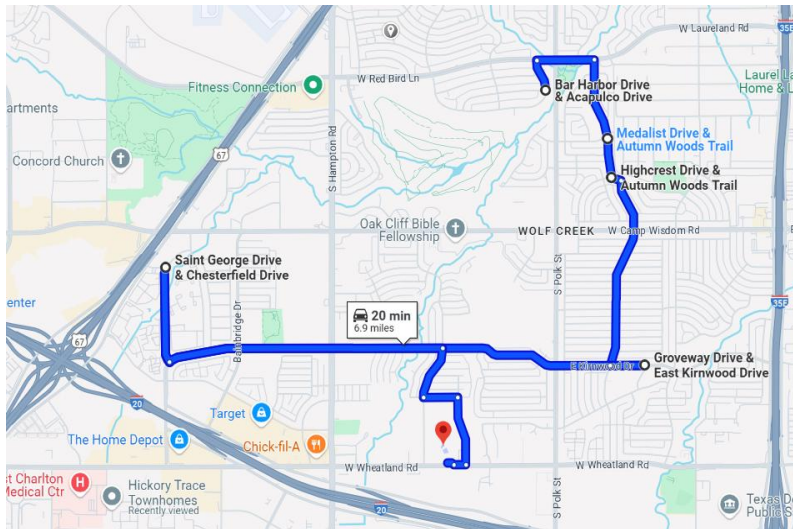 W Laureland Rd
35E
W Red Bird Ln
Fitness Connection
Bar Harbor Drive
& Acapulco Drive
Laurel La
Home & L
partments
67
S Hampton Rd
Medalist Drive &
Autumn Woods Trail
Concord Church
Highcrest Drive &
Autumn Woods Trail
Oak Cliff Bible
Fellowship
WOLF CREEK
W Camp Wisdom Rd
Saint George Drive
& Chesterfield Drive
S Polk St
enter
20 min
6.9 miles
35E
67
Bainbridge Dr
E Kirnwood Dr
Groveway Drive &
East Kirnwood Drive
20
Target
The Home Depot
Chick-fil-A
W Wheatland Rd
W Wheatland Rd
st Charlton
Medical Ctr
H
Hickory Trace
Townhomes
Recently viewed
20
S Polk St
Texas De
Public S